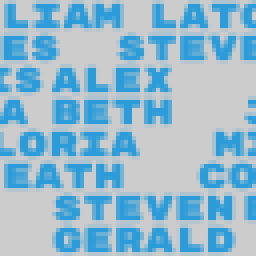 LIAM LATO
ES STEVE
IS ALEX
A BETH J
LORIA MI
EATH CO
STEVEN E
GERALD